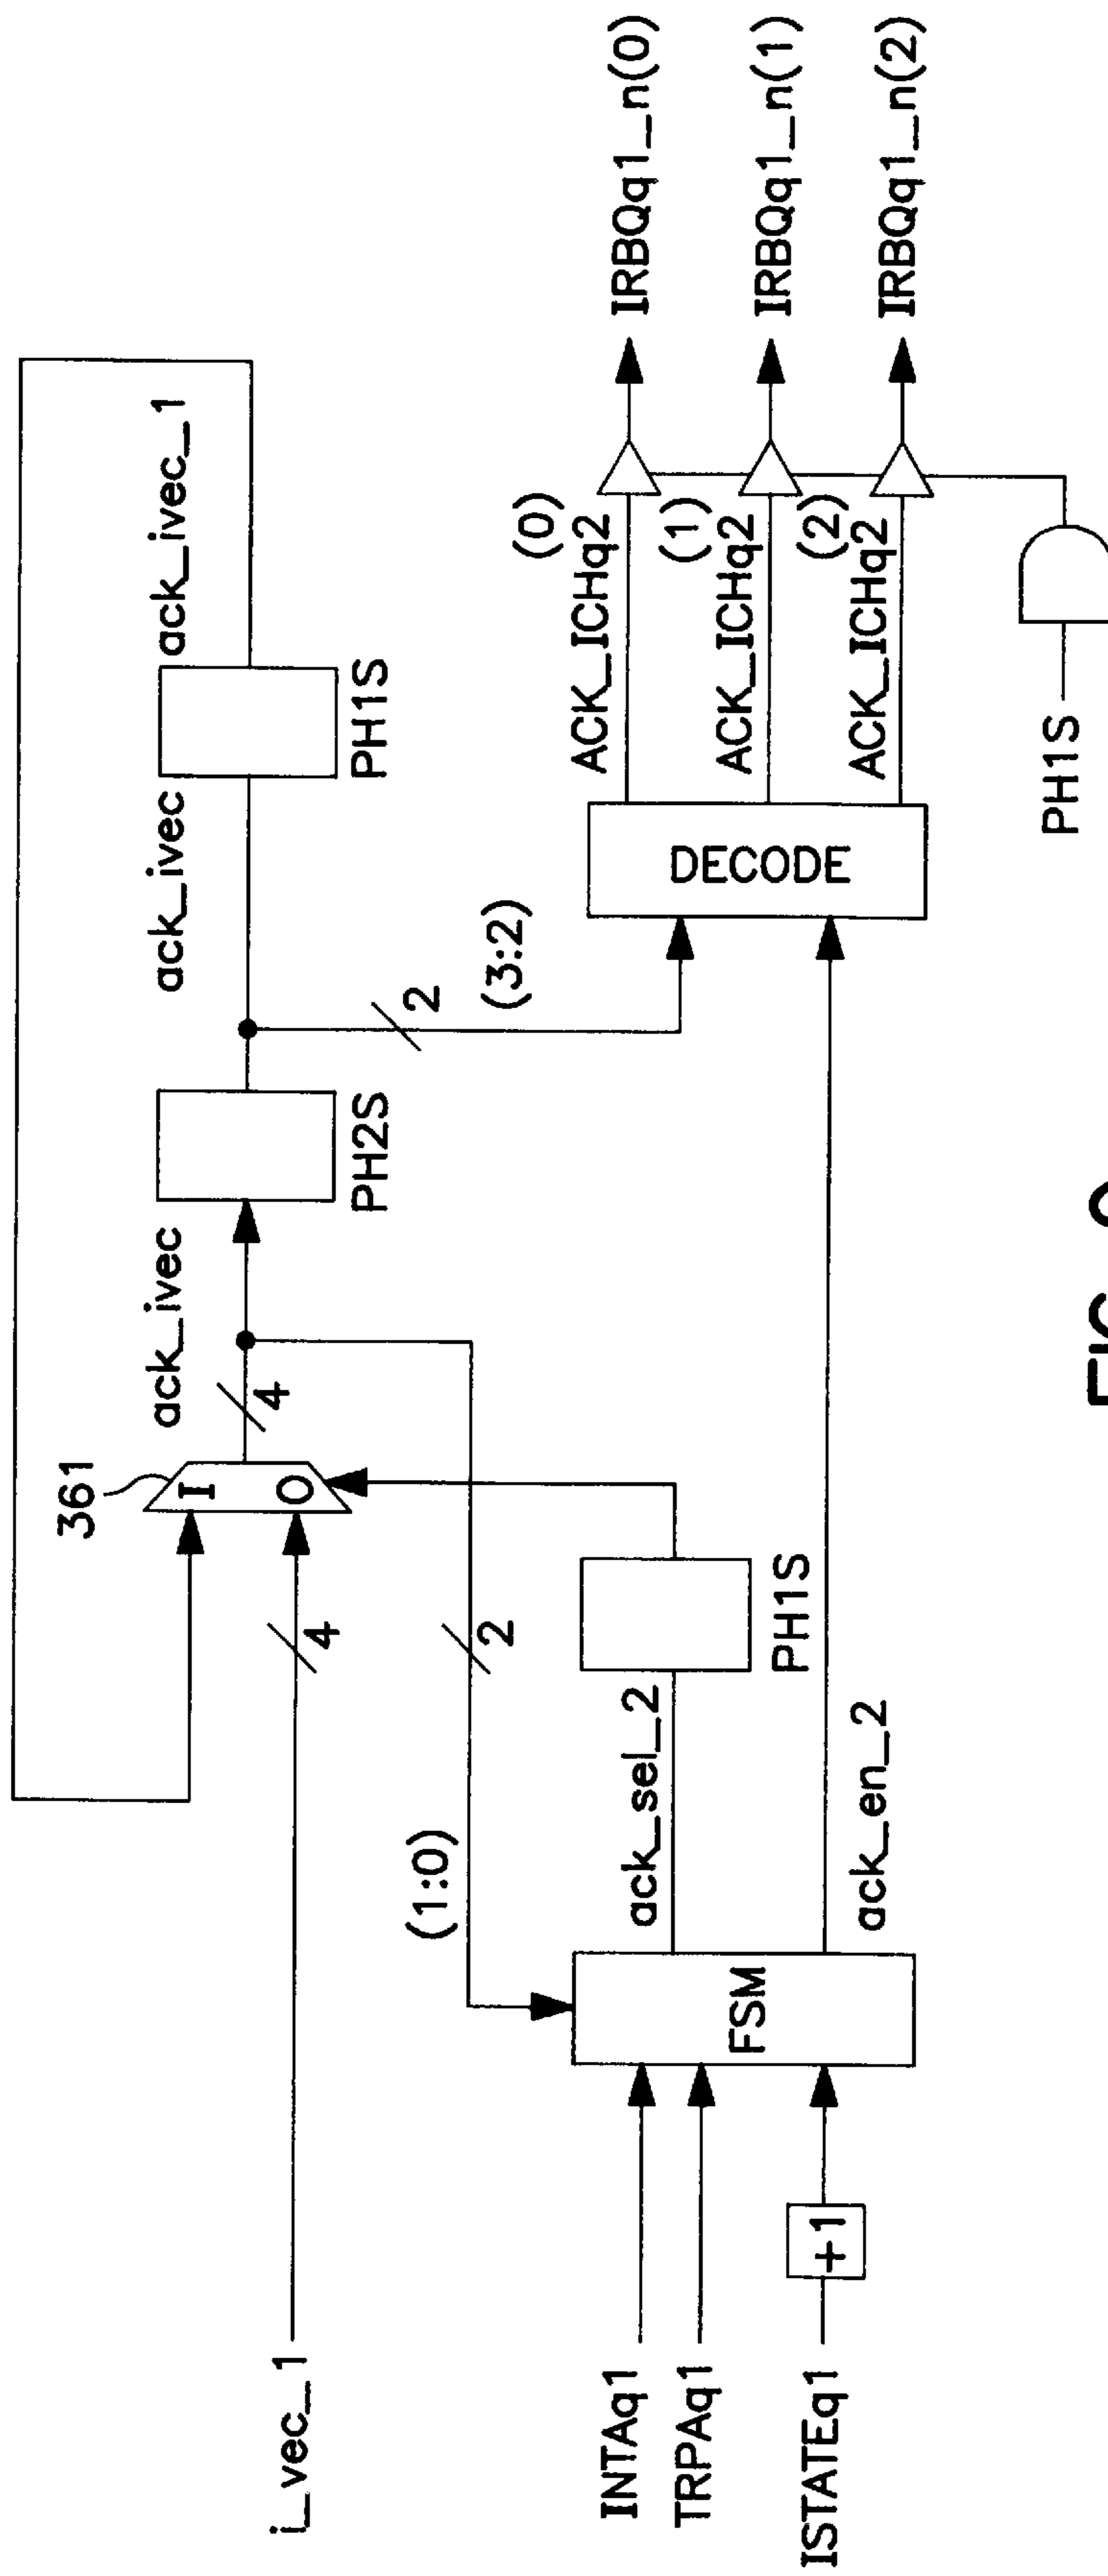 361
I
O
4
ack_ivec
PH2S
ack_ivec
PH1S
ack_ivec_1
2
(3:2)
i_vec_1
4
(1:0)
2
INTAq1
TRPAq1
ISTATEq1
+1
FSM
ack_sel_2
PH1S
ack_en_2
DECODE
(0)
ACK_ICHq2
(1)
ACK_ICHq2
(2)
ACK_ICHq2
PH1S
IRBQq1_n(0)
IRBQq1_n(1)
IRBQq1_n(2)
FIG.